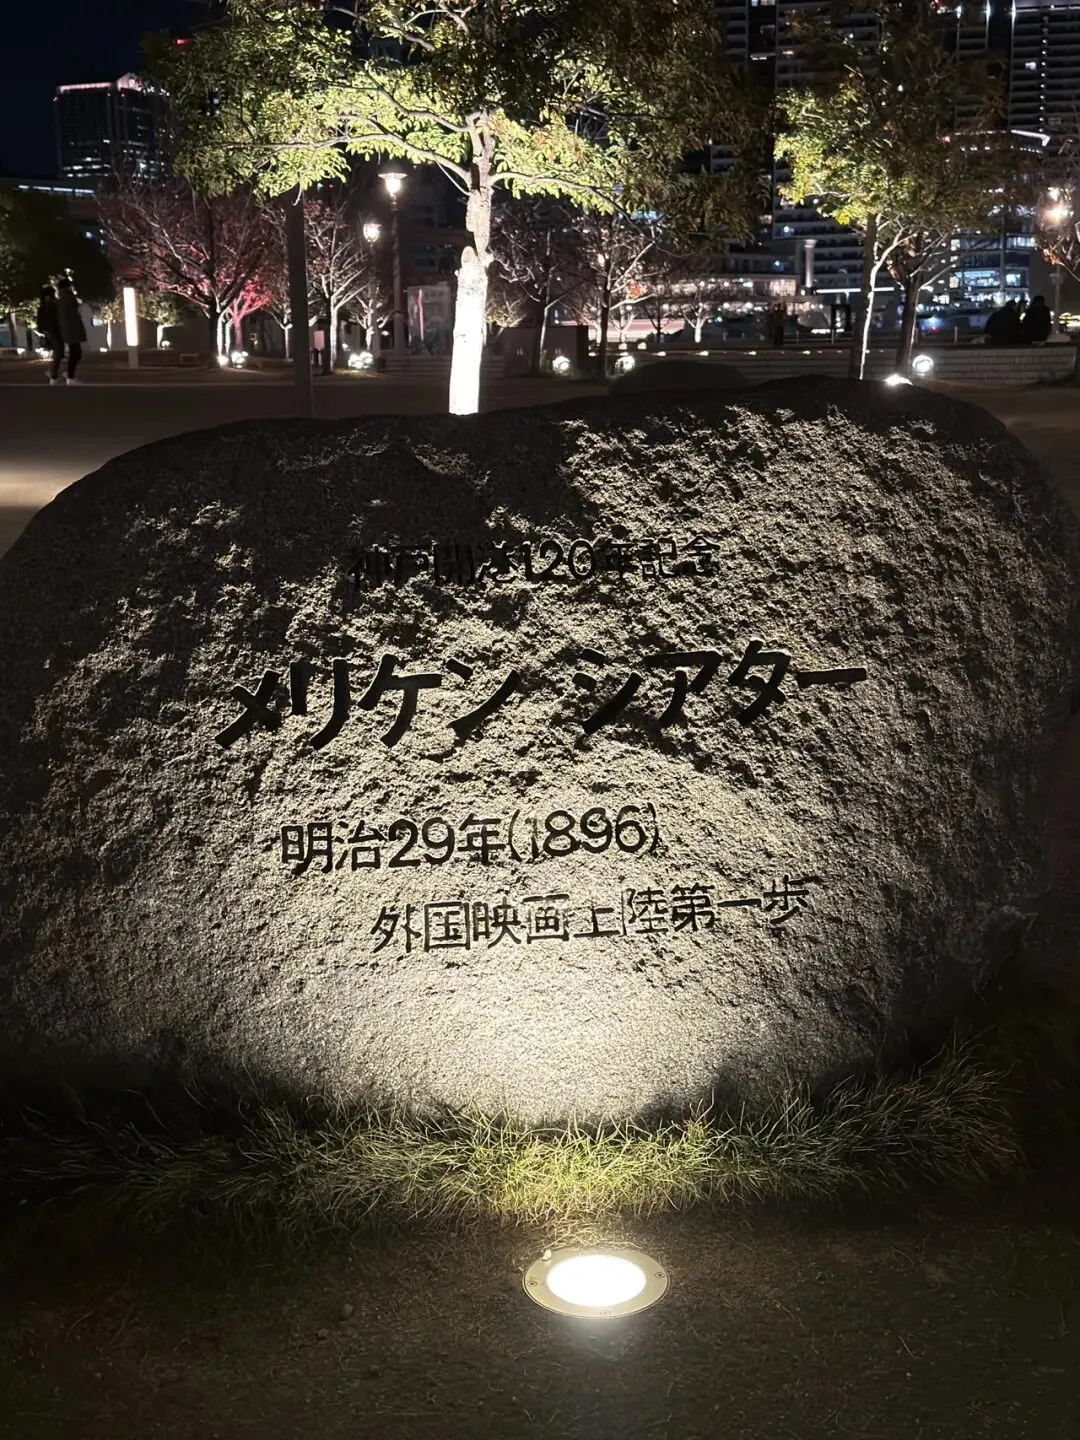 神戸開港120年記念
メリケン シアター
明治29年(1896)
外国映画上陸第一歩